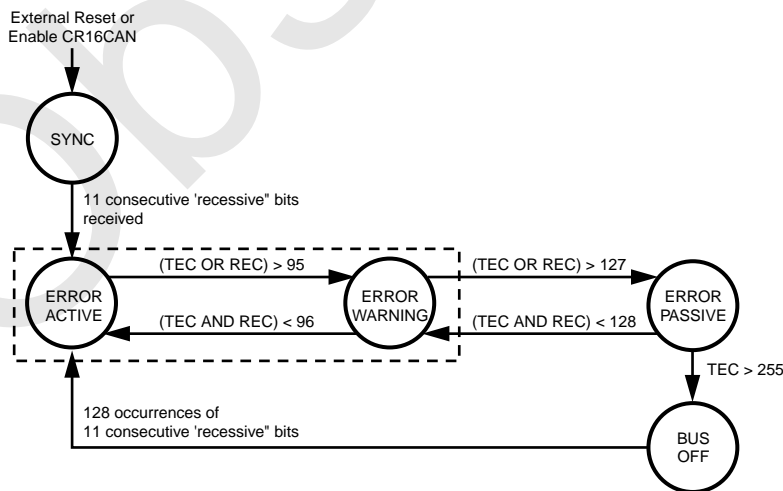 External Reset or
Enable CR16CAN
SYNC
11 consecutive 'recessive" bits
received
(TEC OR REC) > 95
(TEC OR REC) > 127
ERROR
ACTIVE
ERROR
WARNING
ERROR
PASSIVE
(TEC AND REC) < 96
(TEC AND REC) < 128
TEC > 255
128 occurrences of
11 consecutive 'recessive" bits
BUS
OFF